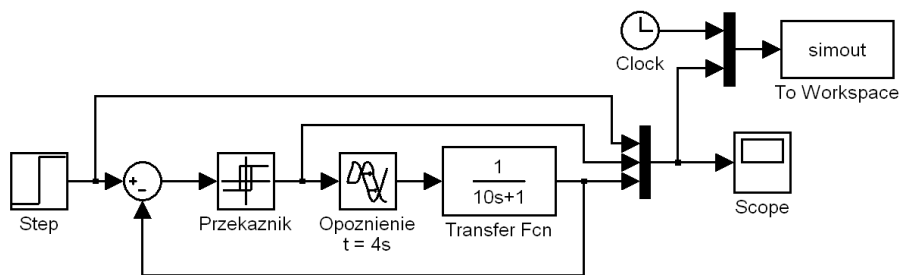 simout
Clock
To Workspace
+
-
1
10s+1
Step
Przekaznik
Opoznienie
t = 4s
Transfer Fcn
Scope